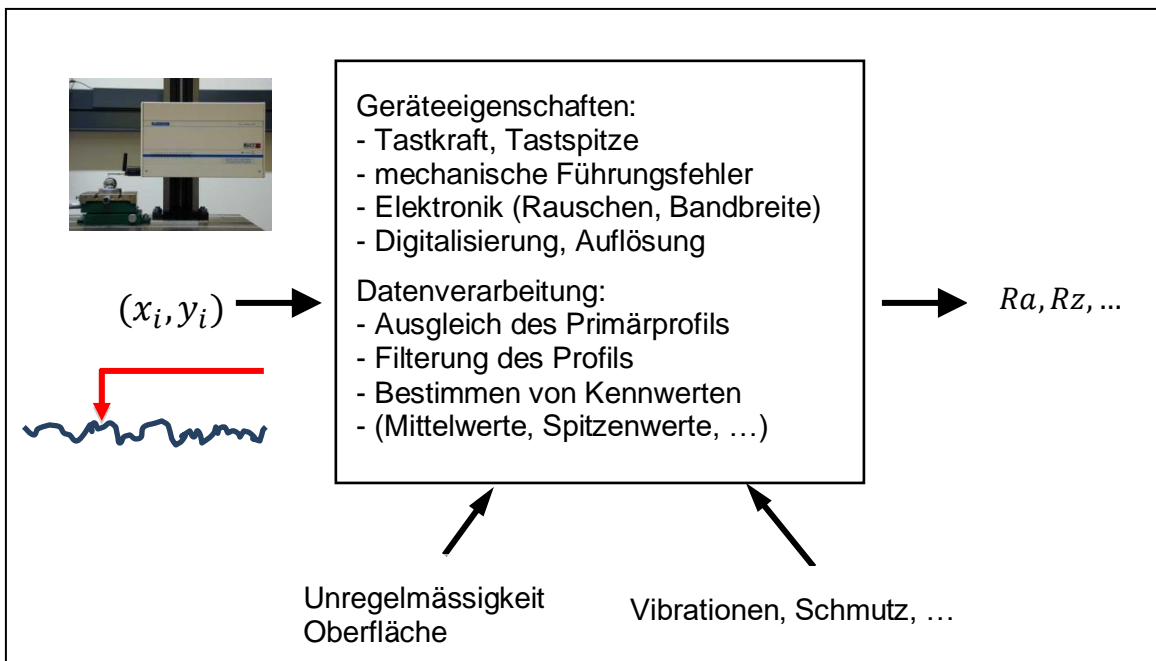 Geräteeigenschaften:
- Tastkraft, Tastspitze
- mechanische Führungsfehler
- Elektronik (Rauschen, Bandbreite)
- Digitalisierung, Auflösung
Datenverarbeitung:
- Ausgleich des Primärprofils
- Filterung des Profils
- Bestimmen von Kennwerten
- (Mittelwerte, Spitzenwerte, …)
(x_i, y_i)
Ra, Rz, …
Unregelmässigkeit
Oberfläche
Vibrationen, Schmutz, …